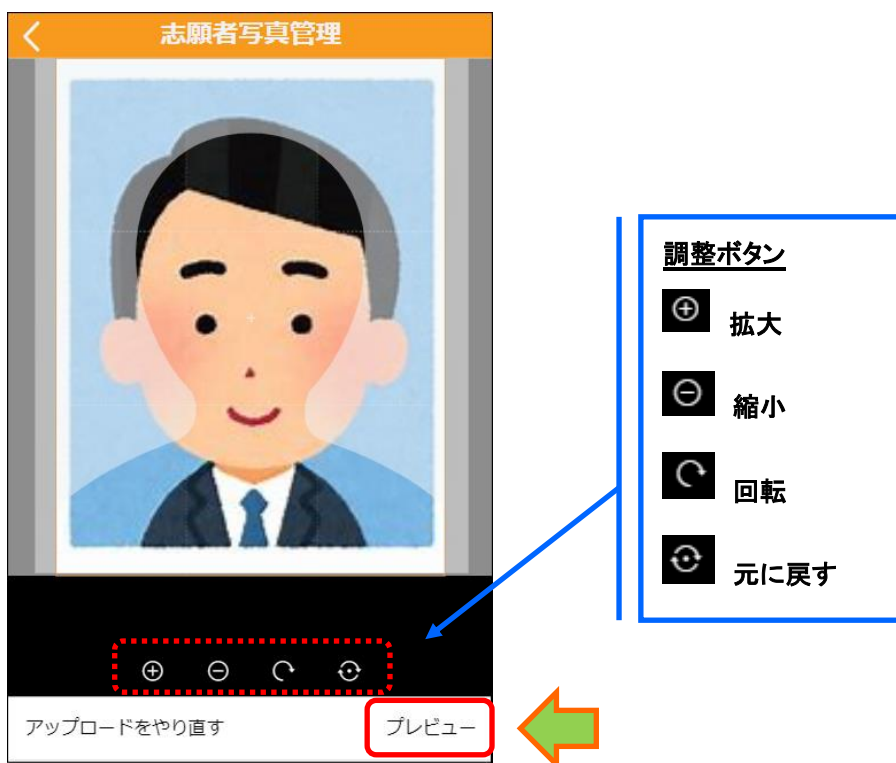 志願者写真管理
調整ボタン
拡大
縮小
回転
元に戻す
アップロードをやり直す
プレビュー